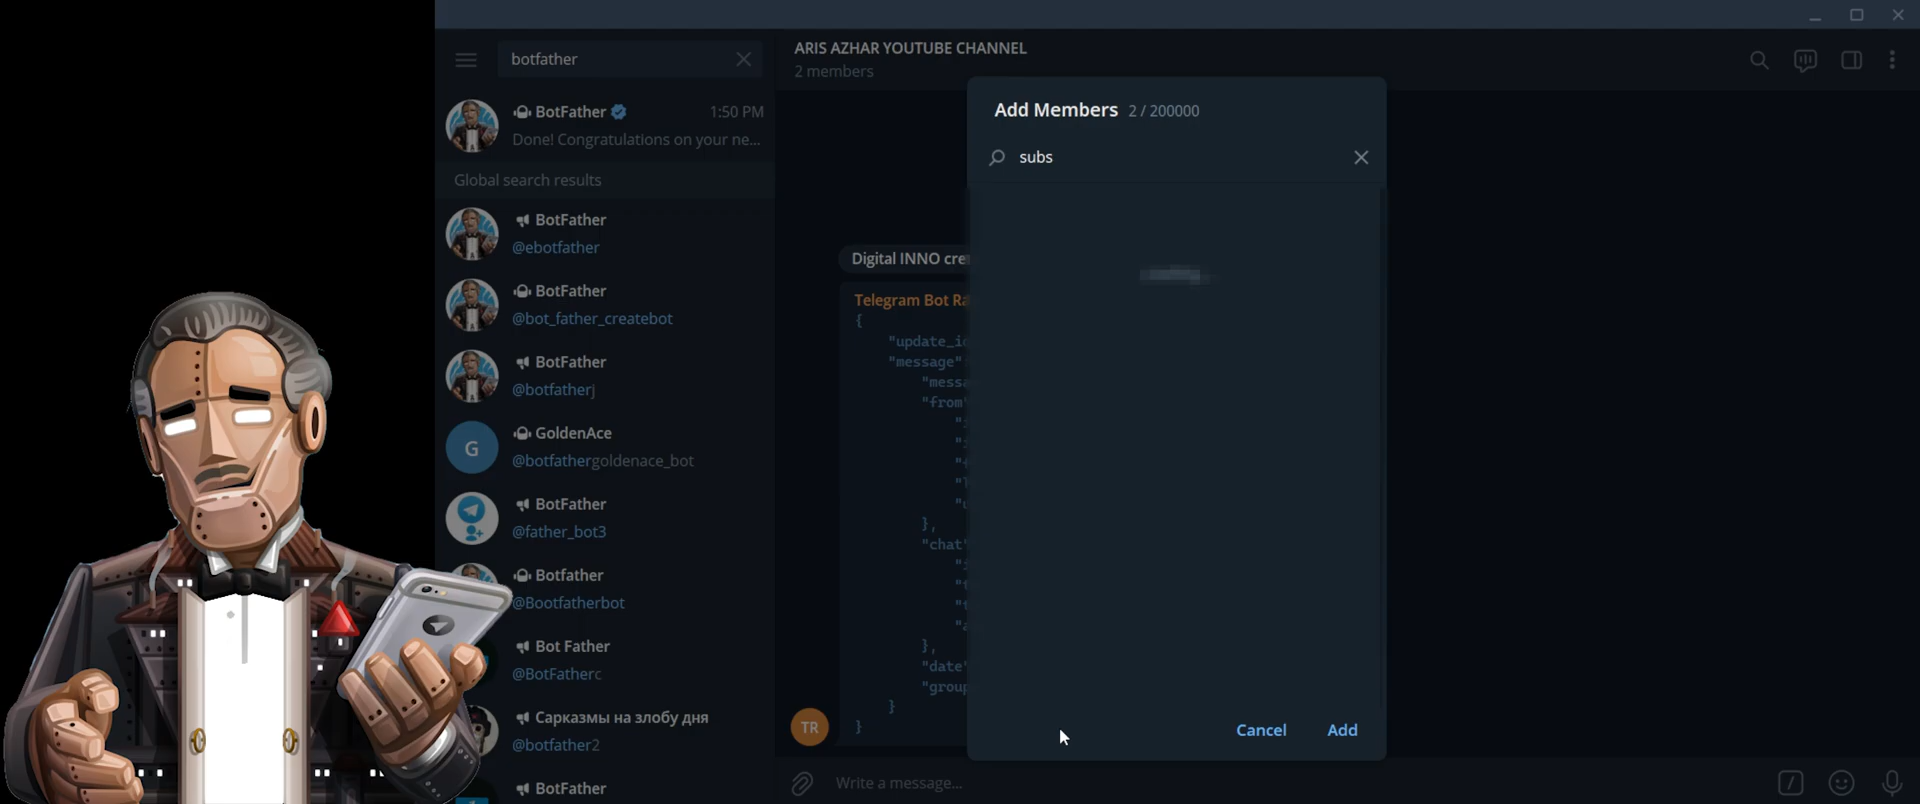 botfather
BotFather
1:50 PM
Done! Congratulations on your ne...
Global search results
BotFather
@ebotfather
BotFather
@bot_father_createbot
BotFather
@botfatherj
GoldenAce
@botfathergoldenace_bot
BotFather
@father_bot3
Botfather
@Bootfatherbot
Bot Father
@BotFatherc
Сарказмы на злобу дня
@botfather2
BotFather
ARIS AZHAR YOUTUBE CHANNEL
2 members
Digital INNO cre
Telegram Bot Ra
{
"update_i
"message"
"messa
"from"
},
"chat"
},
"date"
"group
}
}
TR
Write a message...
Add Members 2 / 200000
subs
Cancel
Add